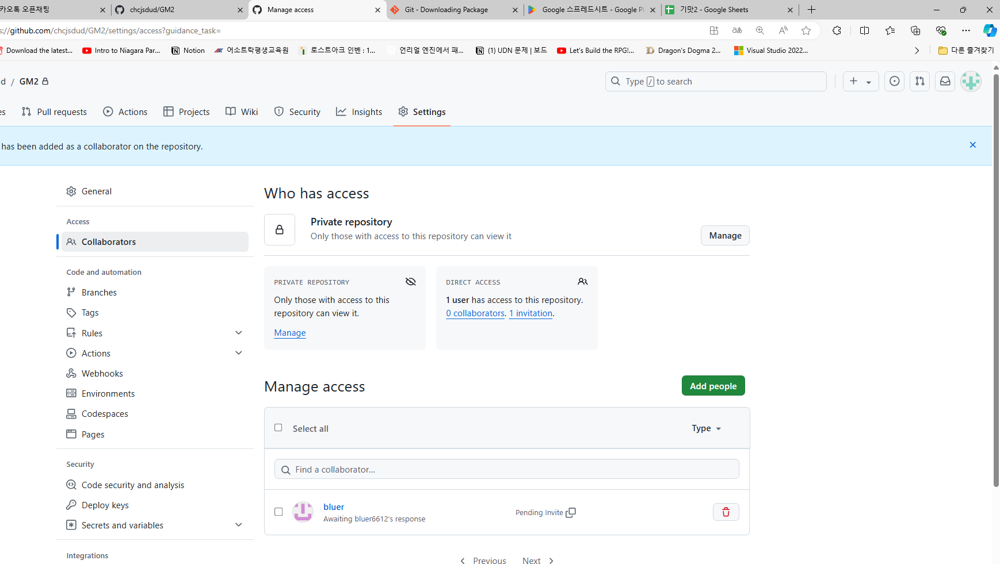 카오톡 오픈채팅
chcjsdud/GM2
Manage access
Git - Downloading Package
Google 스프레드시트 - Google Pl
기맛2 - Google Sheets
s://github.com/chcjsdud/GM2/settings/access?guidance_task=
Download the latest...
Intro to Niagara Par...
Notion
어소트락평생교육원
로스트아크 인벤 : 1...
언리얼 엔진에서 패...
(1) UDN 문제 | 보드
Let's Build the RPG!...
Dragon's Dogma 2...
Visual Studio 2022...
다른 즐겨찾기
d / GM2
Type / to search
es
Pull requests
Actions
Projects
Wiki
Security
Insights
Settings
has been added as a collaborator on the repository.
General
Access
Collaborators
Code and automation
Branches
Tags
Rules
Actions
Webhooks
Environments
Codespaces
Pages
Security
Code security and analysis
Deploy keys
Secrets and variables
Integrations
Who has access
Private repository
Only those with access to this repository can view it
Manage
PRIVATE REPOSITORY
Only those with access to this
repository can view it.
Manage
DIRECT ACCESS
1 user has access to this repository.
0 collaborators. 1 invitation.
Manage access
Add people
Select all
Type
Find a collaborator...
bluer
Awaiting bluer6612's response
Pending Invite
Previous
Next